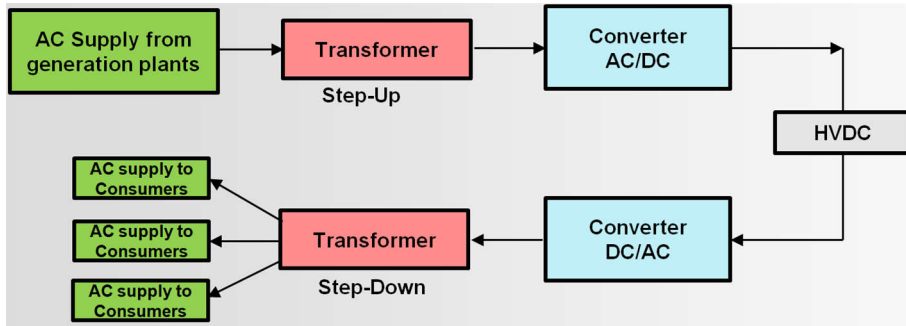 AC Supply from
generation plants
Transformer
Step-Up
Converter
AC/DC
HVDC
Converter
DC/AC
Transformer
Step-Down
AC supply to
Consumers
AC supply to
Consumers
AC supply to
Consumers